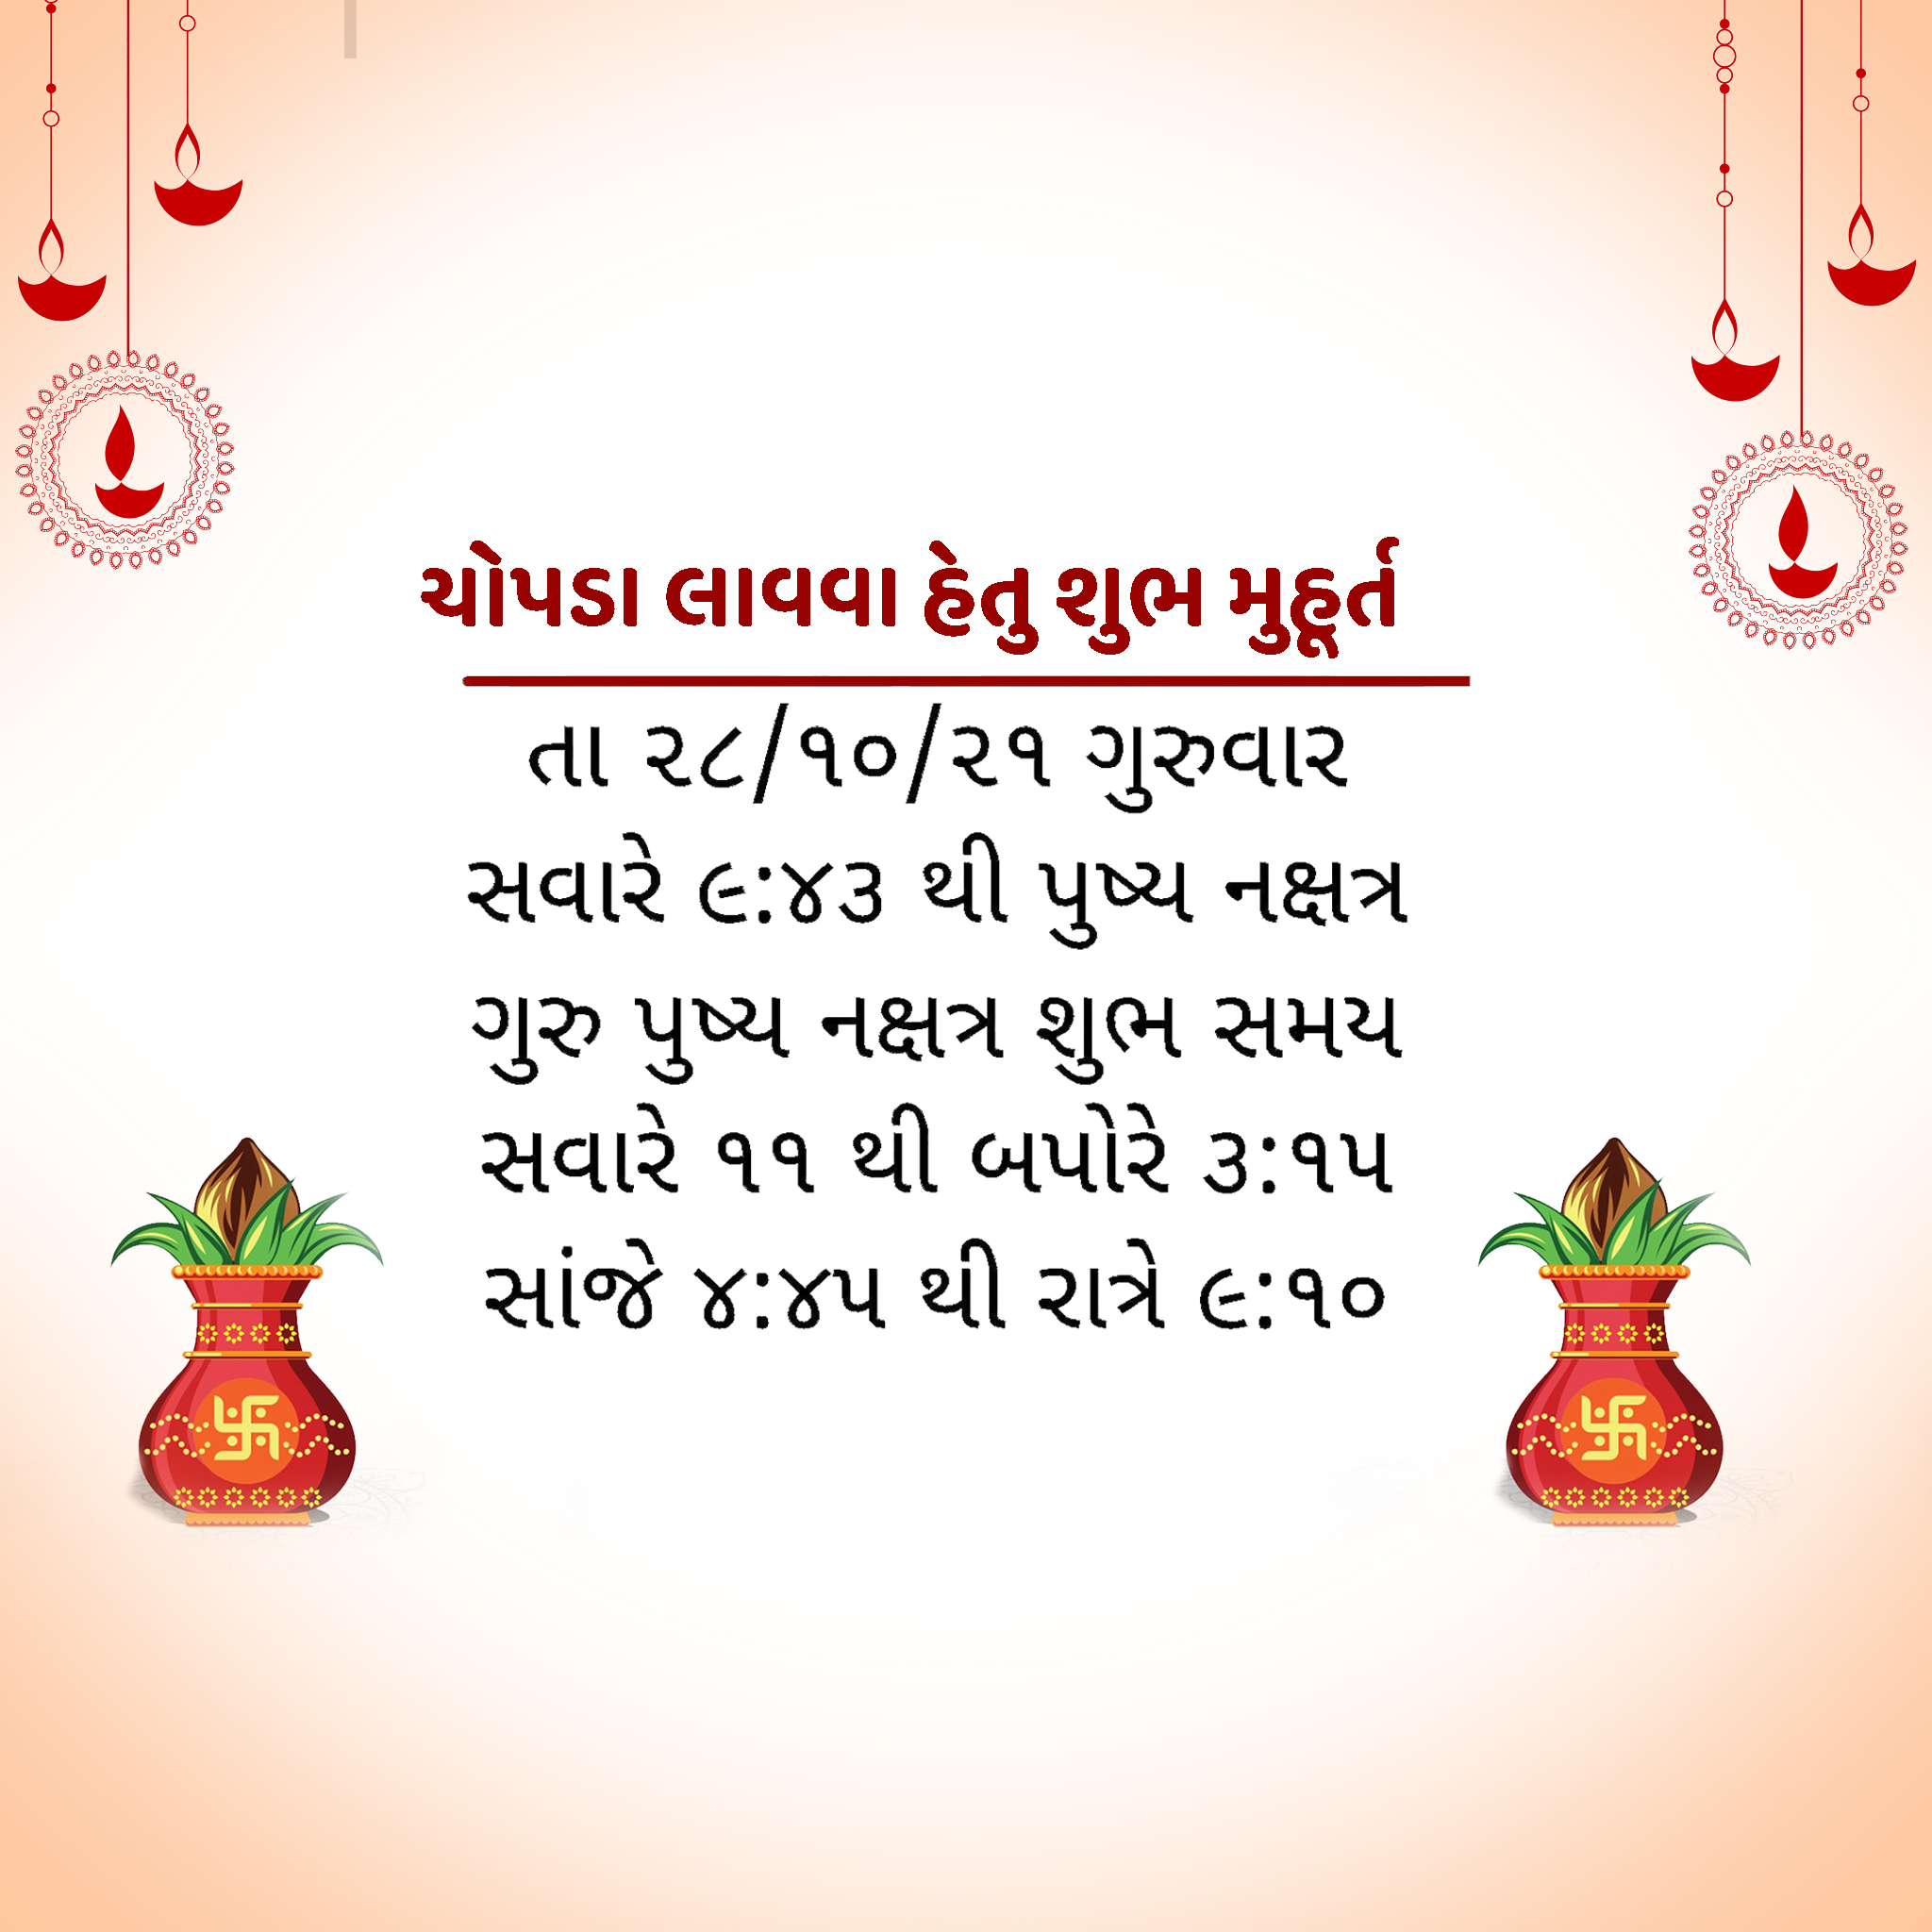 ચોપડા લાવવા હેતુ શુભ મુહૂર્ત
તા ૨૮/૧૦/૨૧ ગુરુવાર
સવારે ૯:૪૩ થી પુષ્ય નક્ષત્ર
ગુરુ પુષ્ય નક્ષત્ર શુભ સમય
સવારે ૧૧ થી બપોરે ૩:૧૫
સાંજે ૪:૪૫ થી રાત્રે ૯:૧૦